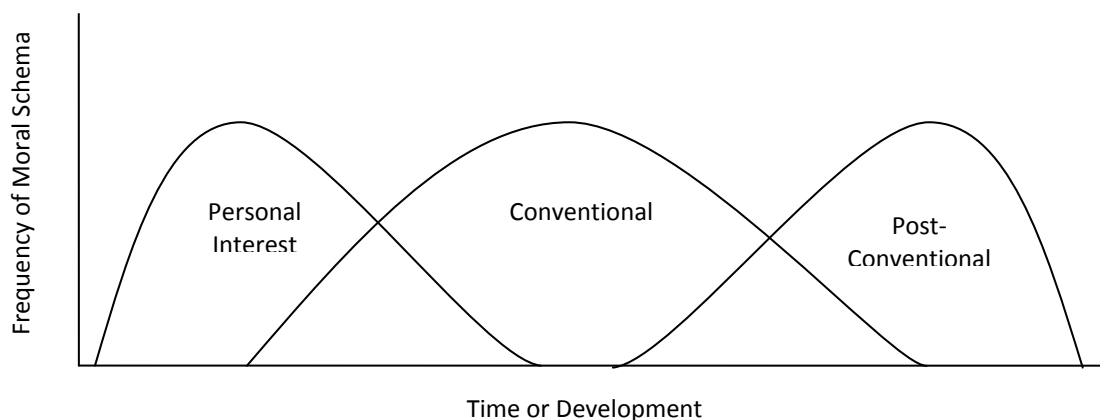 Frequency of Moral Schema
Personal
Interest
Conventional
Post-
Conventional
Time or Development